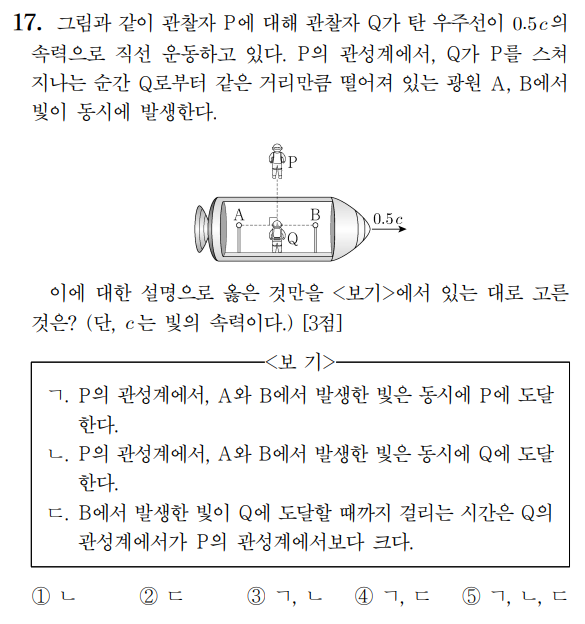 17. 그림과 같이 관찰자 P에 대해 관찰자 Q가 탄 우주선이 0.5c의
속력으로 직선 운동하고 있다. P의 관성계에서, Q가 P를 스쳐
지나는 순간 Q로부터 같은 거리만큼 떨어져 있는 광원 A, B에서
빛이 동시에 발생한다.
P
A
B
Q
0.5c
이에 대한 설명으로 옳은 것만을 <보기>에서 있는 대로 고른
것은? (단, c는 빛의 속력이다.) [3점]
<보 기>
ㄱ. P의 관성계에서, A와 B에서 발생한 빛은 동시에 P에 도달
한다.
ㄴ. P의 관성계에서, A와 B에서 발생한 빛은 동시에 Q에 도달
한다.
ㄷ. B에서 발생한 빛이 Q에 도달할 때까지 걸리는 시간은 Q의
관성계에서가 P의 관성계에서보다 크다.
① ㄴ ② ㄷ ③ ㄱ, ㄴ ④ ㄱ, ㄷ ⑤ ㄱ, ㄴ, ㄷ